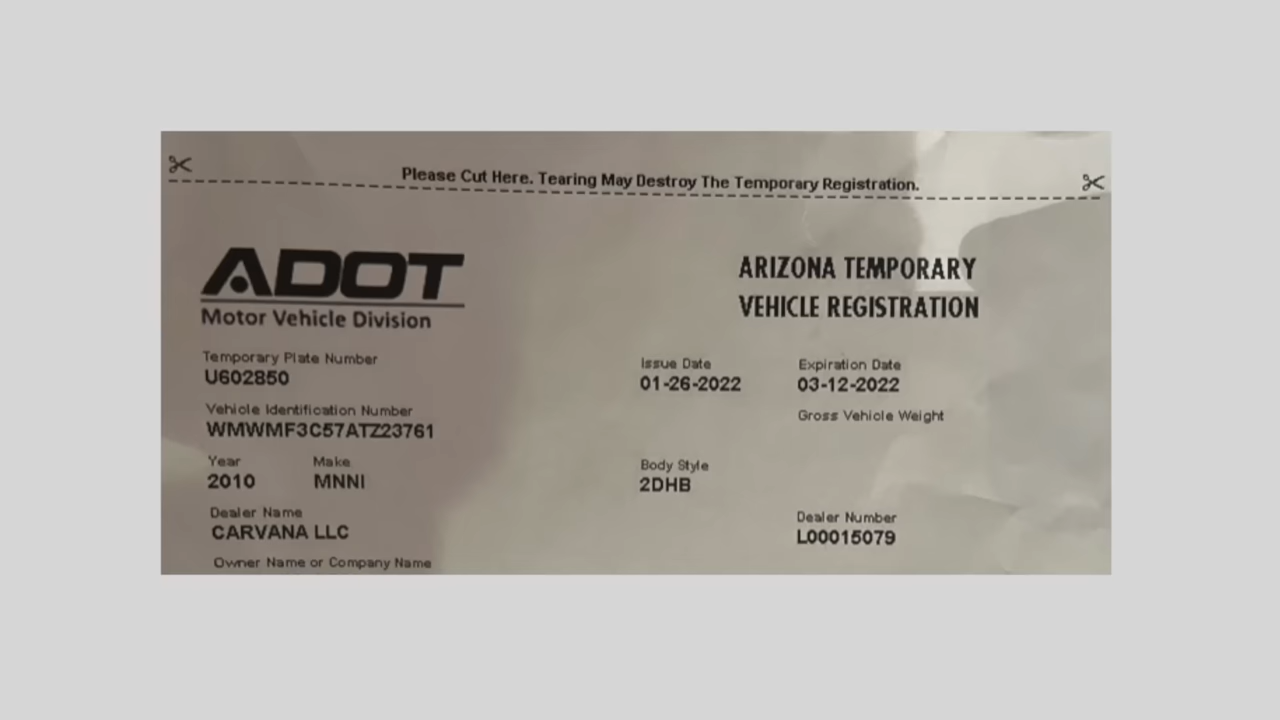 Please Cut Here. Tearing May Destroy The Temporary Registration.
ADOT
Motor Vehicle Division
ARIZONA TEMPORARY
VEHICLE REGISTRATION
Temporary Plate Number
U602850
Issue Date
01-26-2022
Expiration Date
03-12-2022
Vehicle Identification Number
WMWMF3C57ATZ23761
Gross Vehicle Weight
Year
2010
Make
MNNI
Body Style
2DHB
Dealer Name
CARVANA LLC
Dealer Number
L00015079
Owner Name or Company Name